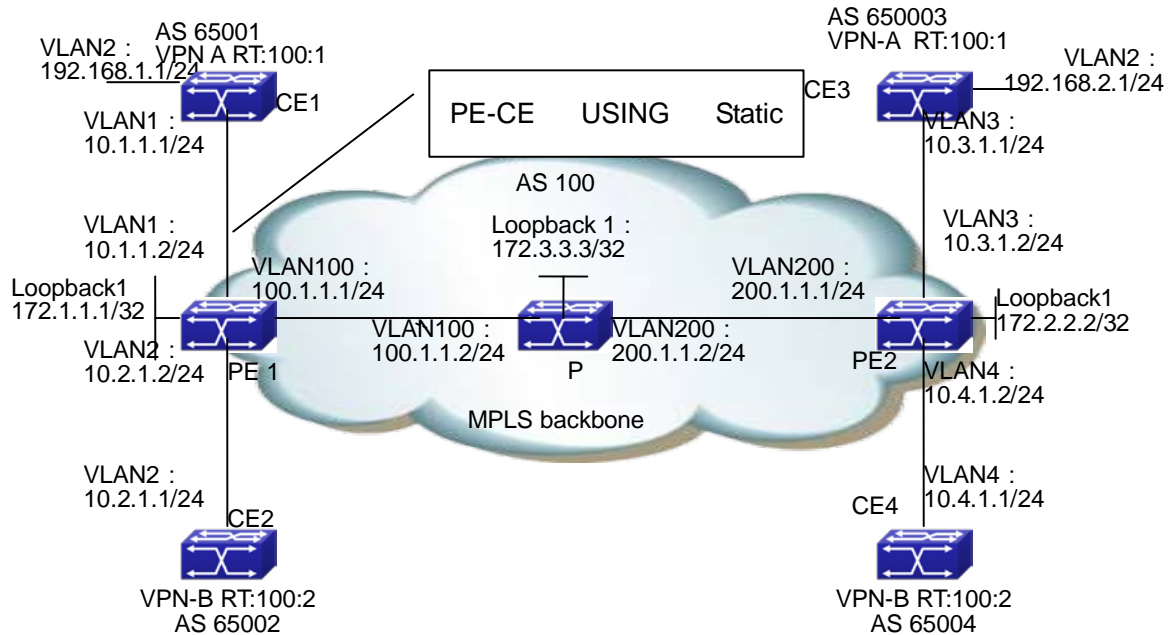 AS 65001
VPN A RT:100:1
VLAN2：
192.168.1.1/24
CE1
VLAN1：
10.1.1.1/24
AS 650003
VPN-A RT:100:1
VLAN2：
192.168.2.1/24
CE3
VLAN3：
10.3.1.1/24
PE-CE USING Static
AS 100
Loopback 1：
172.3.3.3/32
VLAN1：
10.1.1.2/24
VLAN3：
10.3.1.2/24
VLAN100：
100.1.1.1/24
VLAN200：
200.1.1.1/24
Loopback1
172.1.1.1/32
Loopback1
172.2.2.2/32
VLAN100：
100.1.1.2/24
VLAN200：
200.1.1.2/24
VLAN2：
10.2.1.2/24
PE 1
P
PE2
VLAN4：
10.4.1.2/24
MPLS backbone
VLAN2：
10.2.1.1/24
CE2
VLAN4：
10.4.1.1/24
CE4
VPN-B RT:100:2
AS 65002
VPN-B RT:100:2
AS 65004